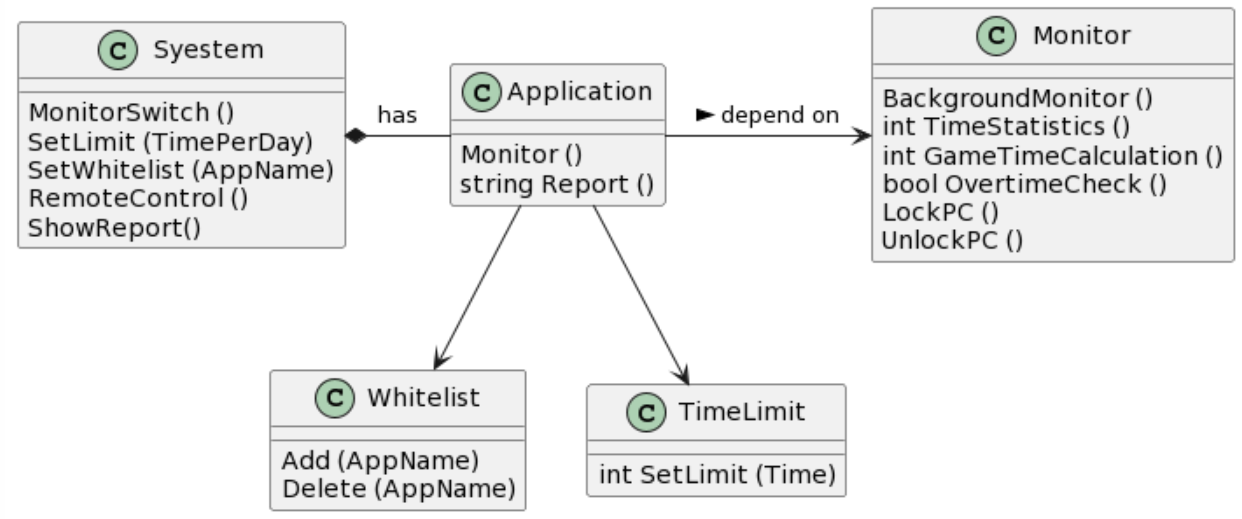 C Syestem
MonitorSwitch ()
SetLimit (TimePerDay)
SetWhitelist (AppName)
RemoteControl ()
ShowReport()
has
C Application
Monitor ()
string Report ()
► depend on
C Monitor
BackgroundMonitor ()
int TimeStatistics ()
int GameTimeCalculation ()
bool OvertimeCheck ()
LockPC ()
UnlockPC ()
C Whitelist
Add (AppName)
Delete (AppName)
C TimeLimit
int SetLimit (Time)